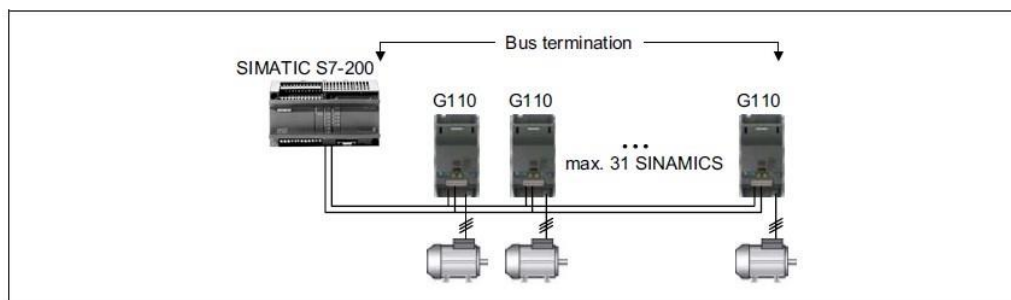 Bus termination
SIMATIC S7-200
G110
G110
G110
...
max. 31 SINAMICS